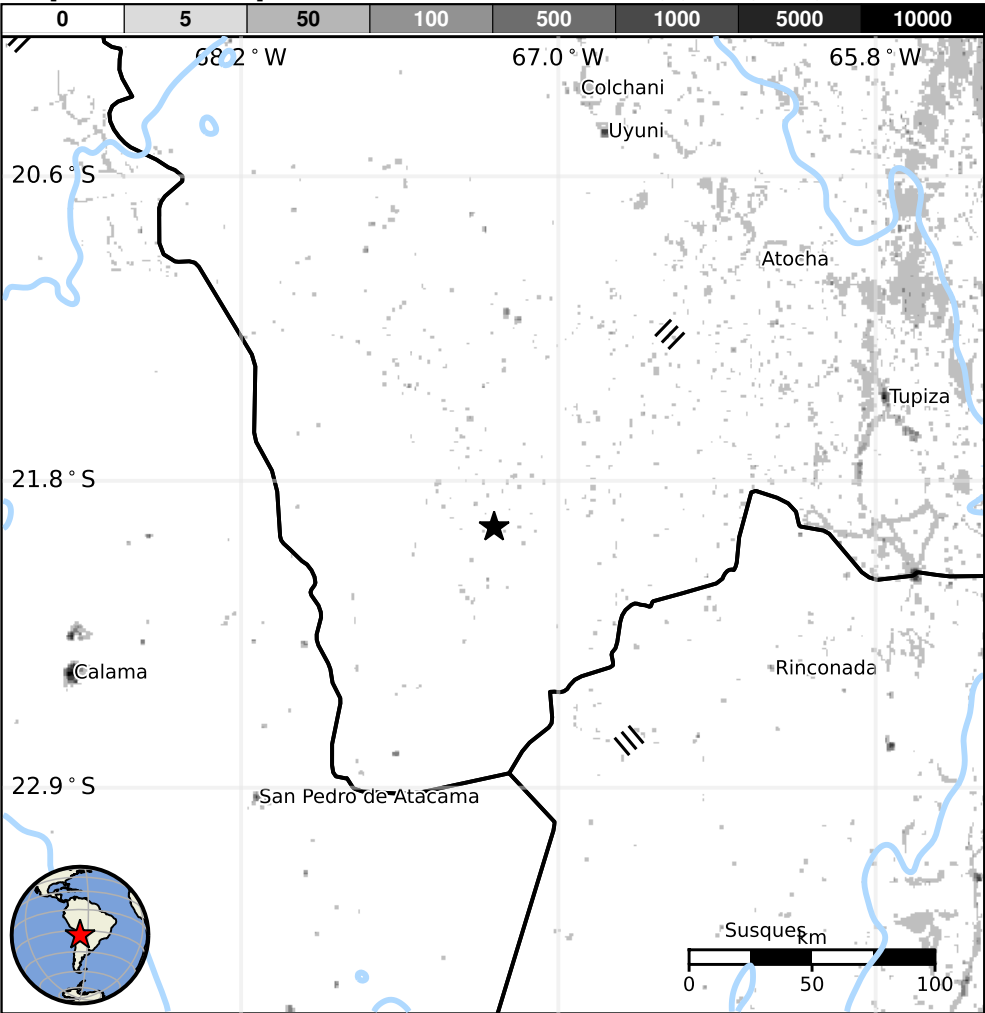 0 5 50 100 500 1000 5000 10000
68.2°W 67.0°W 65.8°W
Colchani
Uyuni
20.6°S
Atocha
Tupiza
21.8°S
Calama
Rinconada
22.9°S
San Pedro de Atacama
Susques
Km
0 50 100